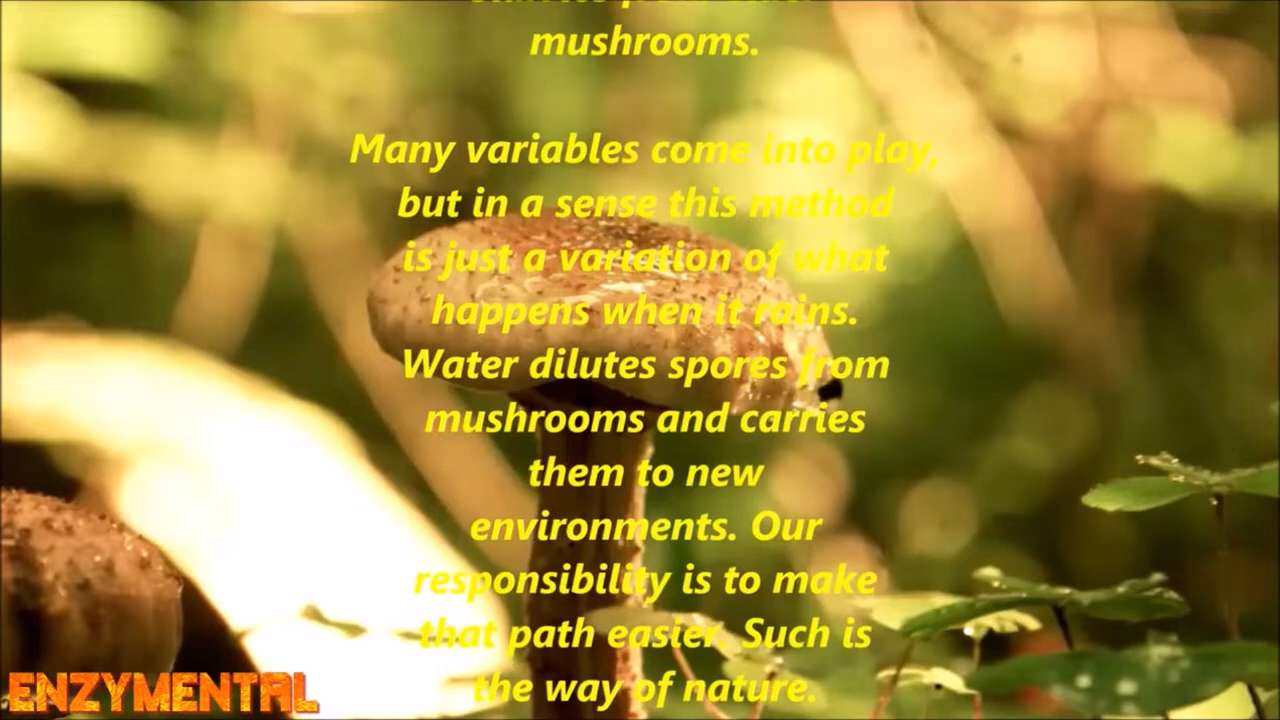 mushrooms.
Many variables come into play,
but in a sense this method
is just a variation of what
happens when it rains.
Water dilutes spores from
mushrooms and carries
them to new
environments. Our
responsibility is to make
that path easier. Such is
the way of nature.
ENZYMENTAL